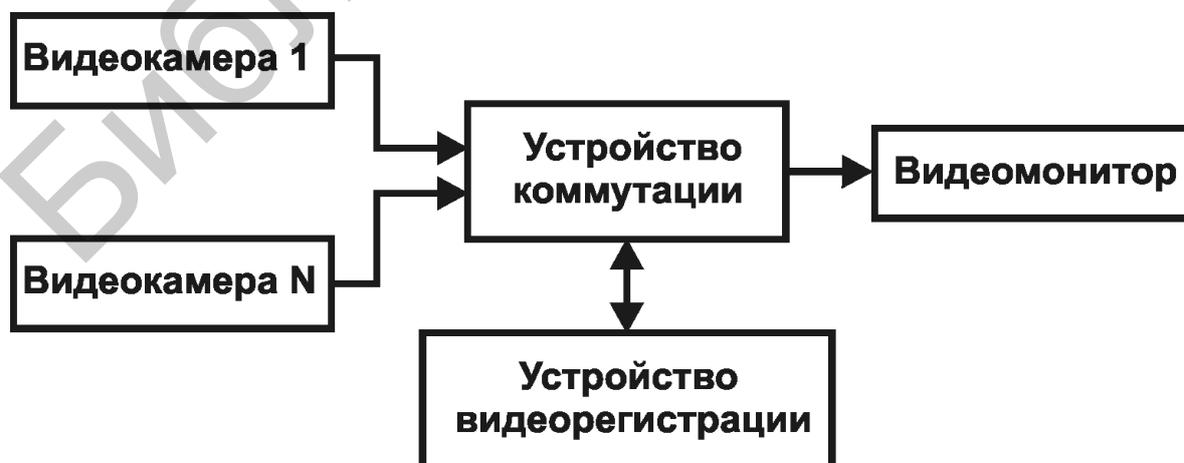 Видеокамера 1
Устройство
коммутации
Видеомонитор
Видеокамера N
Устройство
видеорегистрации